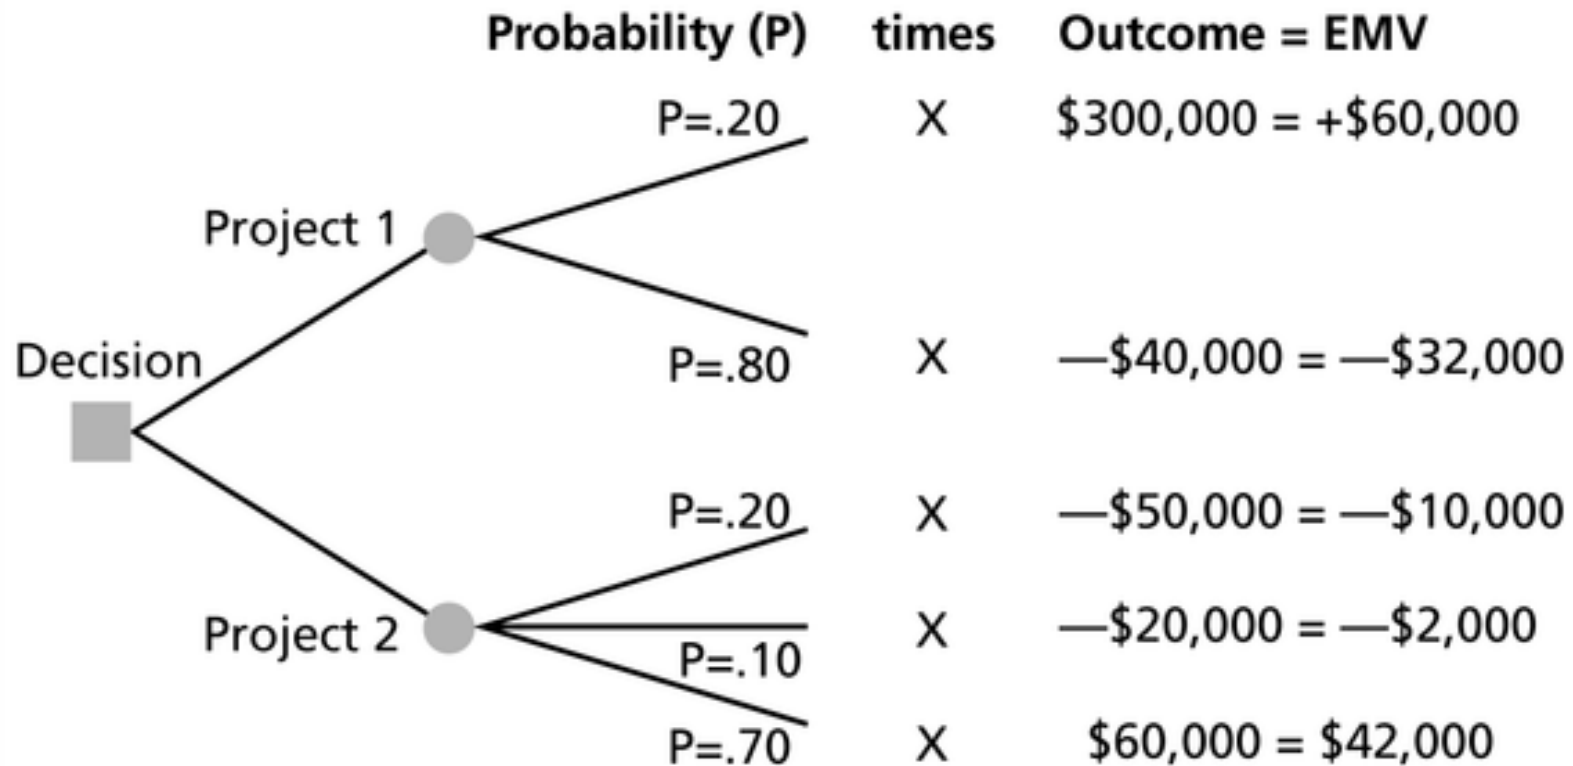 Probability (P) times Outcome = EMV
P=.20 X $300,000 = +$60,000
Project 1
P=.80 X —$40,000 = —$32,000
Decision
P=.20 X —$50,000 = —$10,000
Project 2
P=.10 X —$20,000 = —$2,000
P=.70 X $60,000 = $42,000